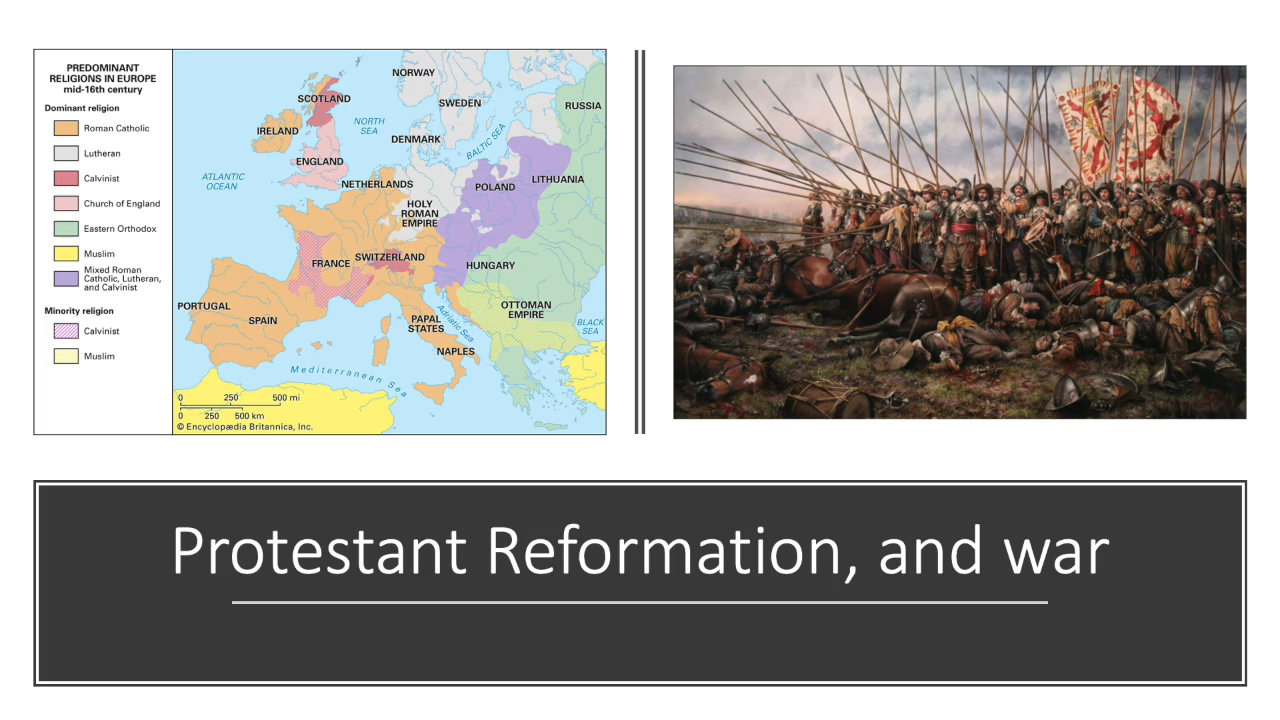 PREDOMINANT
RELIGIONS IN EUROPE
mid-16th century
Dominant religion
Roman Catholic
Lutheran
Calvinist
Church of England
Eastern Orthodox
Muslim
Mixed Roman
Catholic, Lutheran,
and Calvinist
Minority religion
Calvinist
Muslim
NORWAY
SWEDEN
RUSSIA
SCOTLAND
NORTH
SEA
IRELAND
DENMARK
BALTIC SEA
ENGLAND
ATLANTIC
OCEAN
NETHERLANDS
POLAND
LITHUANIA
HOLY
ROMAN
EMPIRE
FRANCE
SWITZERLAND
HUNGARY
PORTUGAL
SPAIN
PAPAL
STATES
Adriatic Sea
OTTOMAN
EMPIRE
BLACK
SEA
NAPLES
Mediterranean Sea
0 250 500 mi
0 250 500 km
© Encyclopædia Britannica, Inc.
Protestant Reformation, and war